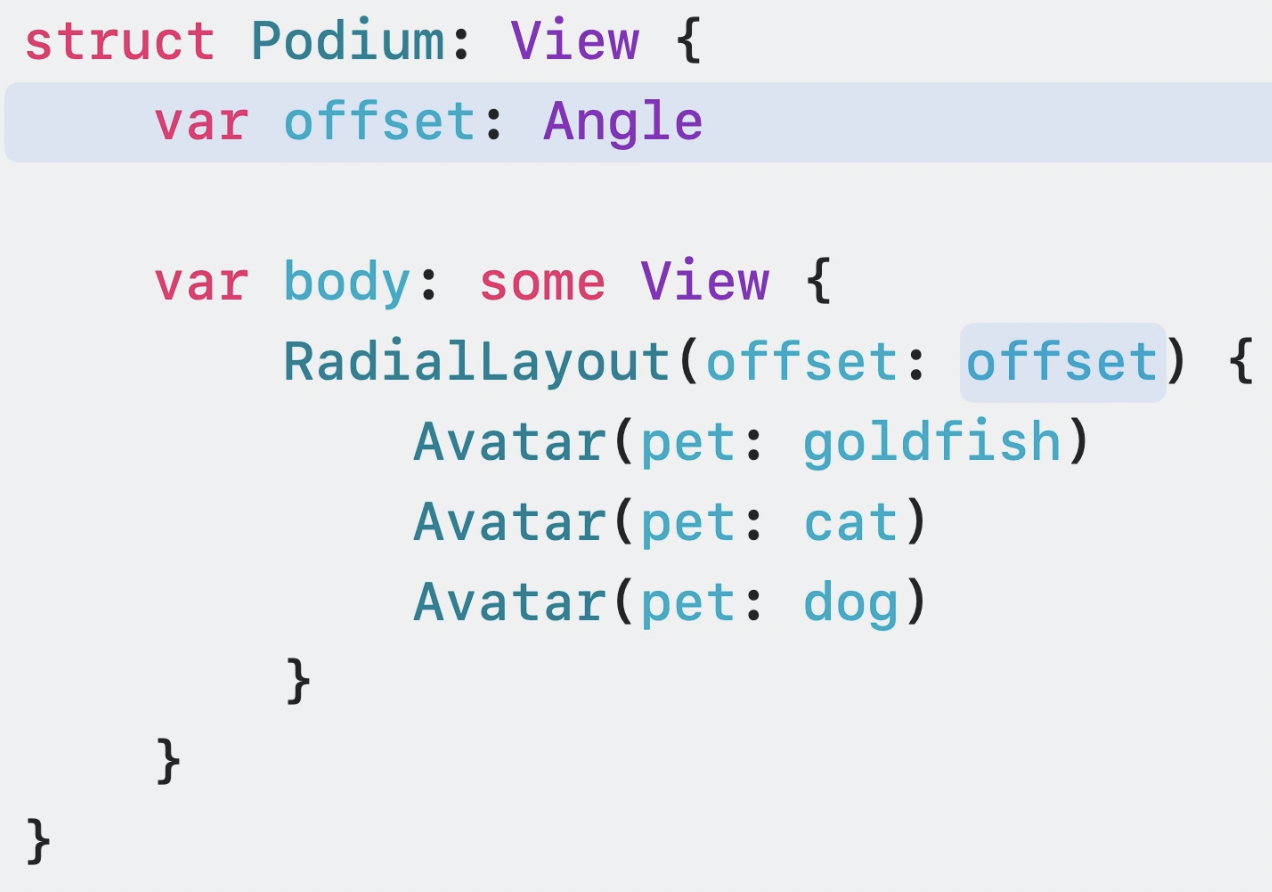 struct Podium: View {
    var offset: Angle

    var body: some View {
        RadialLayout(offset: offset) {
            Avatar(pet: goldfish)
            Avatar(pet: cat)
            Avatar(pet: dog)
        }
    }
}